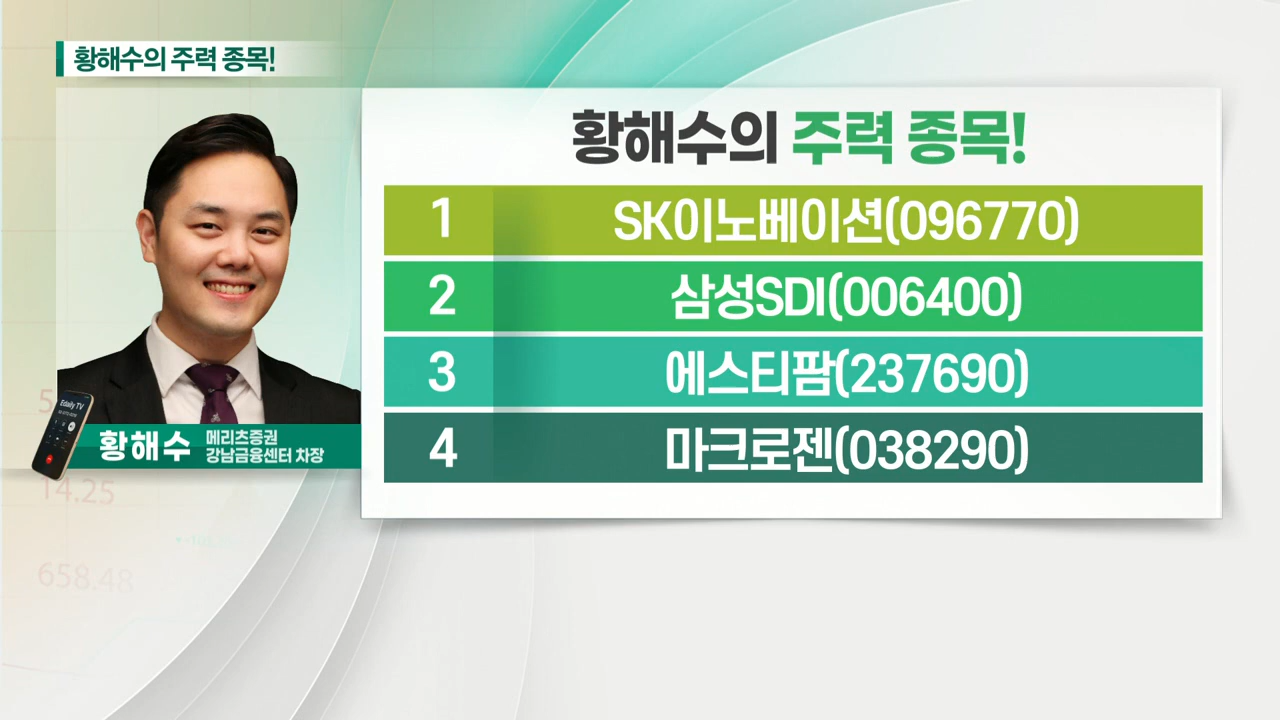 황해수의 주력 종목!
황해수의 주력 종목!
1 SK이노베이션(096770)
2 삼성SDI(006400)
3 에스티팜(237690)
4 마크로젠(038290)
Edaily TV
황해수
메리츠증권
강남금융센터 차장
14.25
658.48